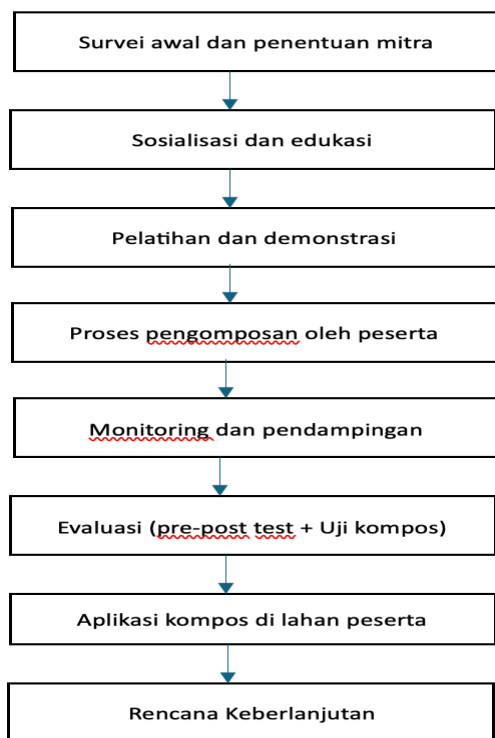 Survei awal dan penentuan mitra
Sosialisasi dan edukasi
Pelatihan dan demonstrasi
Proses pengomposan oleh peserta
Monitoring dan pendampingan
Evaluasi (pre-post test + Uji kompos)
Aplikasi kompos di lahan peserta
Rencana Keberlanjutan